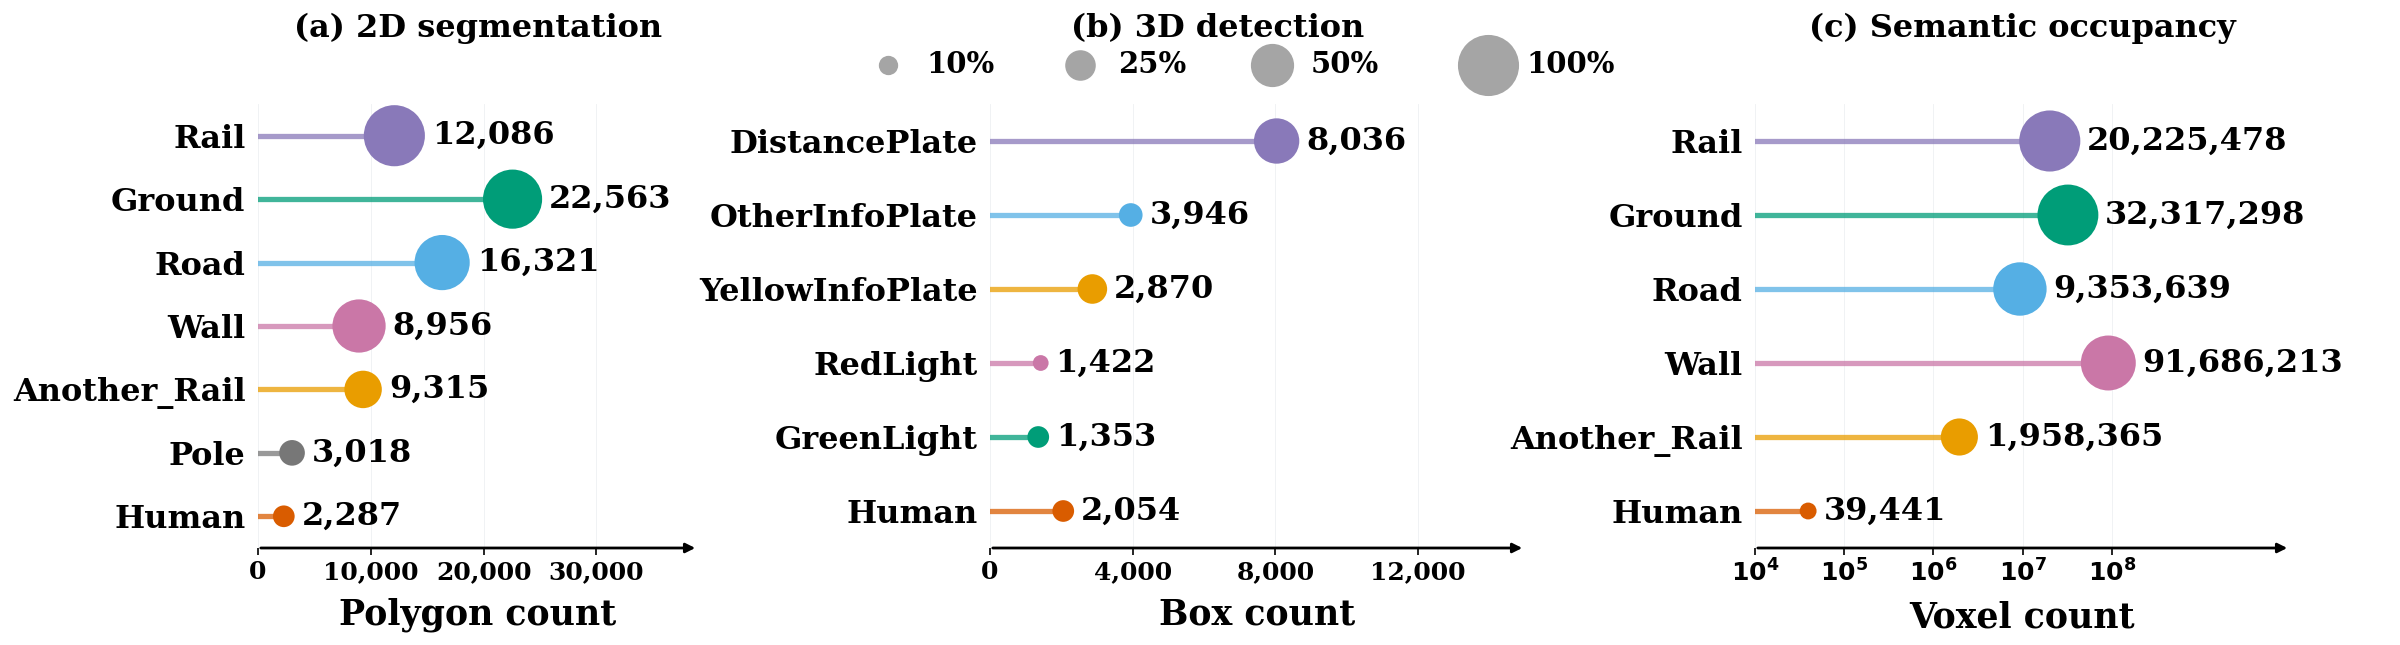 (a) 2D segmentation
(b) 3D detection
(c) Semantic occupancy
10% 25% 50% 100%
Rail 12,086
Ground 22,563
Road 16,321
Wall 8,956
Another_Rail 9,315
Pole 3,018
Human 2,287
0 10,000 20,000 30,000
Polygon count
DistancePlate 8,036
OtherInfoPlate 3,946
YellowInfoPlate 2,870
RedLight 1,422
GreenLight 1,353
Human 2,054
0 4,000 8,000 12,000
Box count
Rail 20,225,478
Ground 32,317,298
Road 9,353,639
Wall 91,686,213
Another_Rail 1,958,365
Human 39,441
10⁴ 10⁵ 10⁶ 10⁷ 10⁸
Voxel count